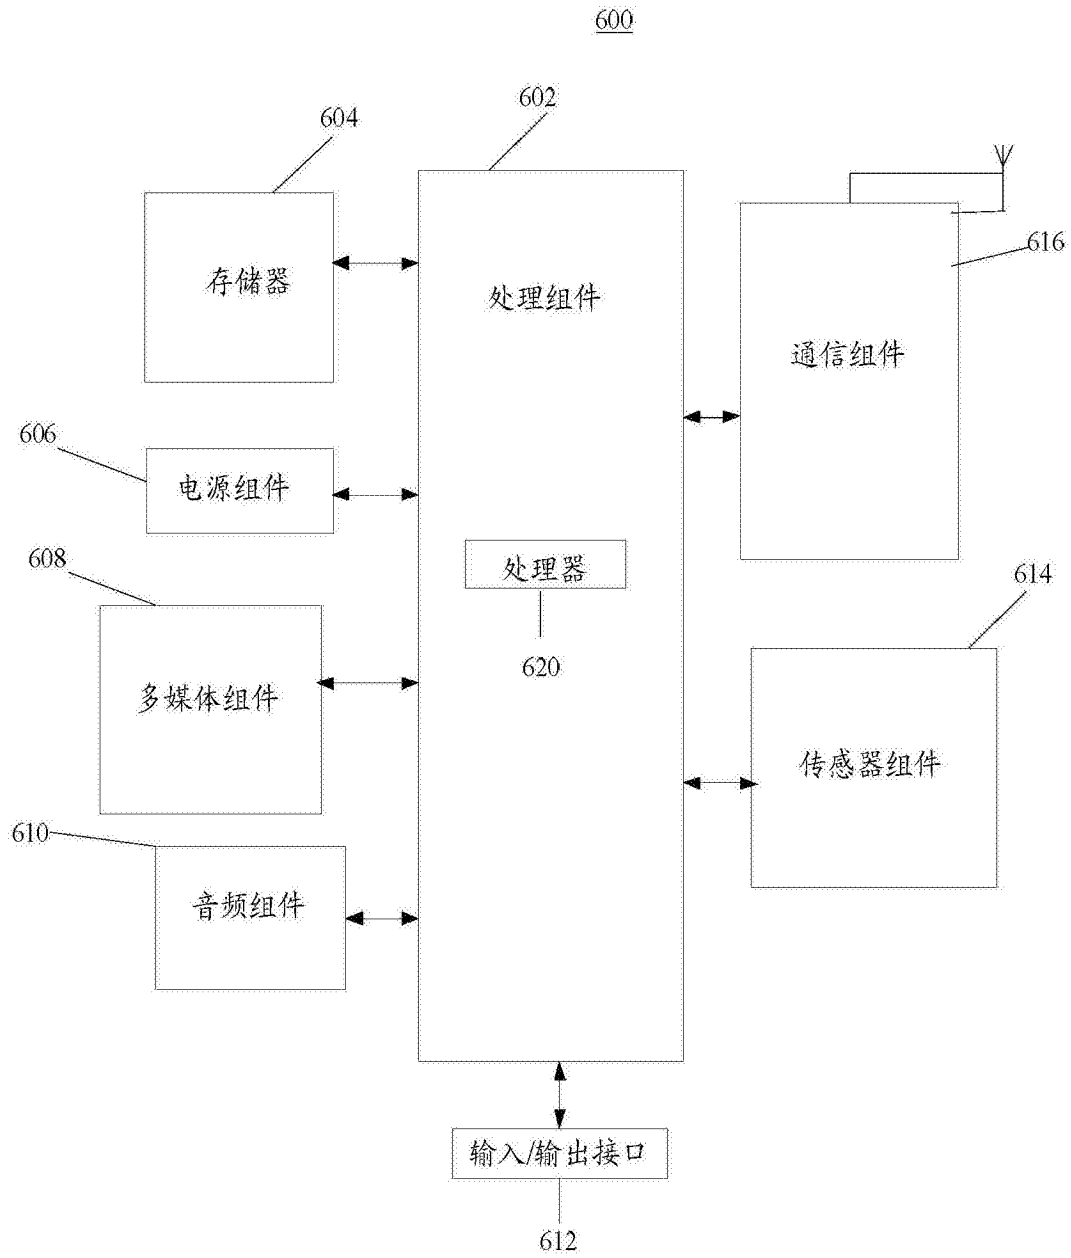 600
602
604
616
存储器
处理组件
通信组件
606
电源组件
608
处理器
614
620
多媒体组件
传感器组件
610
音频组件
输入/输出接口
612